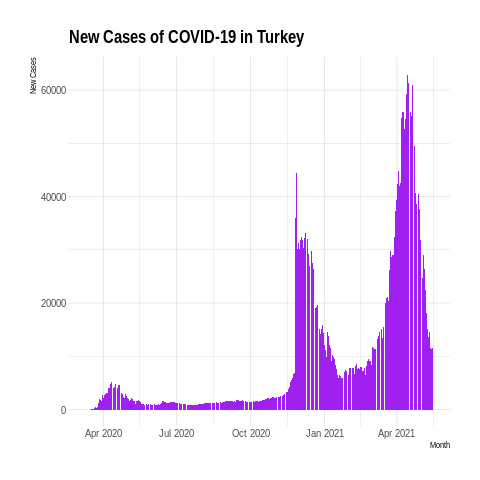 New Cases of COVID-19 in Turkey
New Cases
60000
40000
20000
0
Apr 2020 Jul 2020 Oct 2020 Jan 2021 Apr 2021
Month